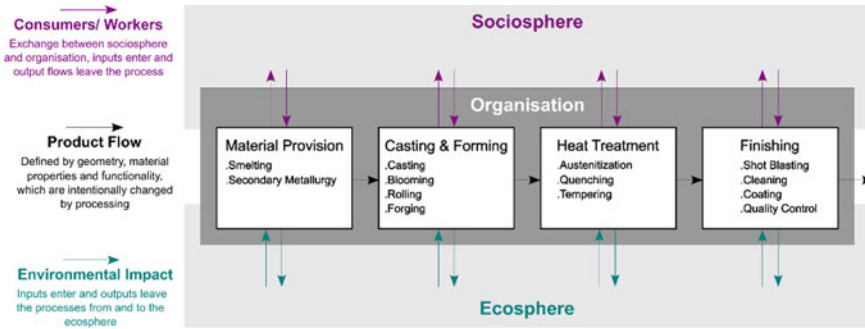 Consumers/ Workers
Exchange between sociosphere
and organisation, inputs enter and
output flows leave the process
Product Flow
Defined by geometry, material
properties and functionality,
which are intentionally changed
by processing
Environmental Impact
Inputs enter and outputs leave
the processes from and to the
ecosphere
Sociosphere
Organisation
Material Provision
.Smelting
.Secondary Metallurgy
Casting & Forming
.Casting
.Blooming
.Rolling
.Forging
Heat Treatment
.Austenitization
.Quenching
.Tempering
Finishing
.Shot Blasting
.Cleaning
.Coating
.Quality Control
Ecosphere